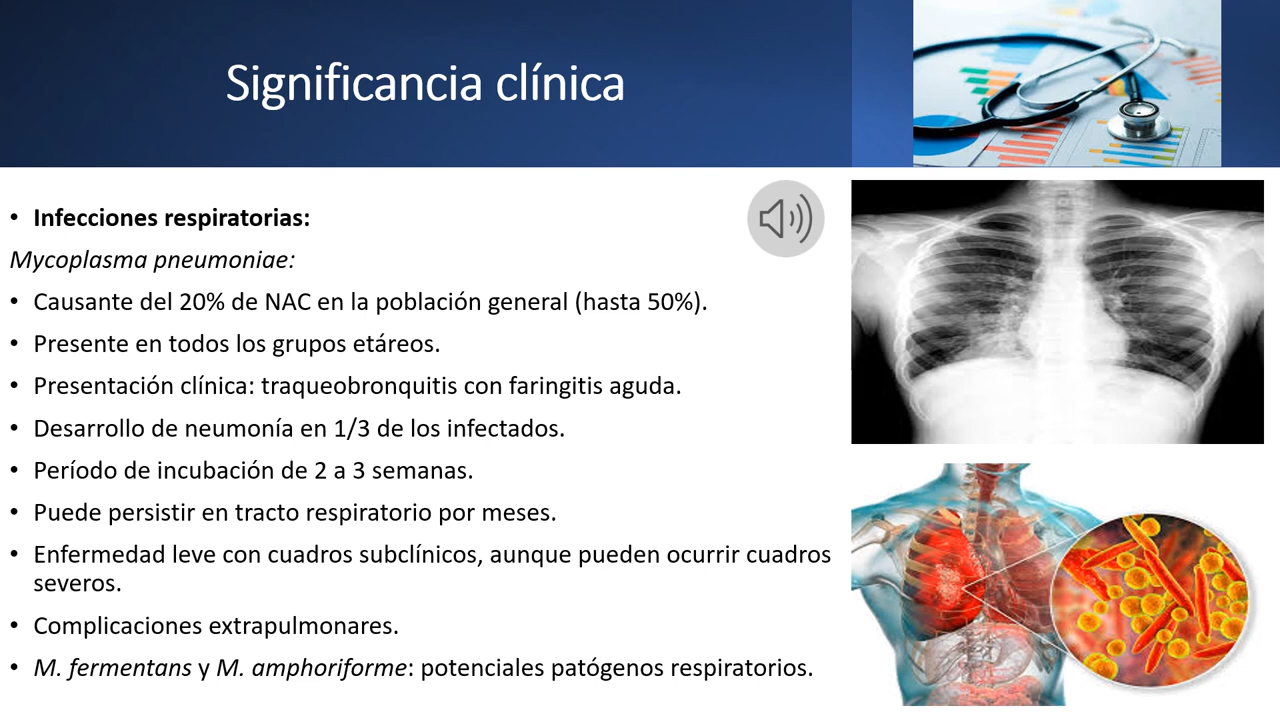 Significancia clínica
• Infecciones respiratorias:
Mycoplasma pneumoniae:
• Causante del 20% de NAC en la población general (hasta 50%).
• Presente en todos los grupos etáreos.
• Presentación clínica: traqueobronquitis con faringitis aguda.
• Desarrollo de neumonía en 1/3 de los infectados.
• Período de incubación de 2 a 3 semanas.
• Puede persistir en tracto respiratorio por meses.
• Enfermedad leve con cuadros subclínicos, aunque pueden ocurrir cuadros
severos.
• Complicaciones extrapulmonares.
• M. fermentans y M. amphoriforme: potenciales patógenos respiratorios.